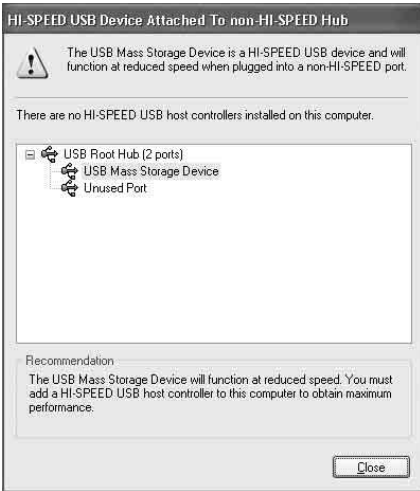 HI-SPEED USB Device Attached To non-HI-SPEED Hub
The USB Mass Storage Device is a HI-SPEED USB device and will
function at reduced speed when plugged into a non-HI-SPEED port.
There are no HI-SPEED USB host controllers installed on this computer.
USB Root Hub (2 ports)
USB Mass Storage Device
Unused Port
Recommendation
The USB Mass Storage Device will function at reduced speed. You must
add a HI-SPEED USB host controller to this computer to obtain maximum
performance.
Close